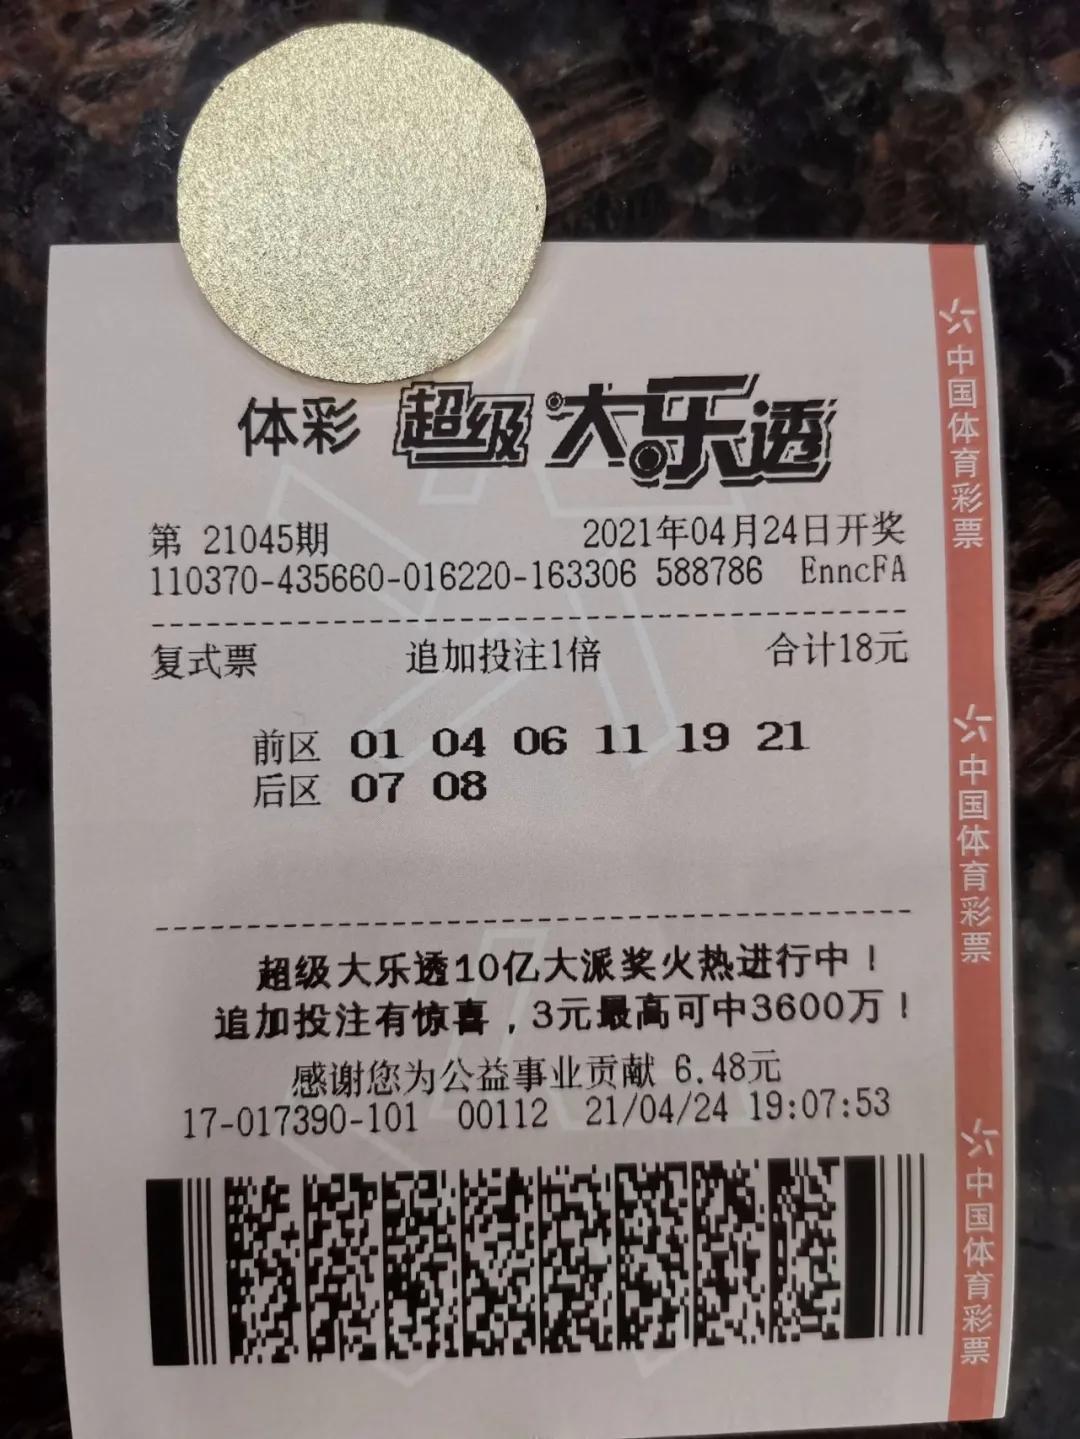 体彩 超级大乐透
第 21045期 2021年04月24日开奖
110370-435660-016220-163306 588786 EnncFA
复式票 追加投注1倍 合计18元
前区 01 04 06 11 19 21
后区 07 08
超级大乐透10亿大派奖火热进行中！
追加投注有惊喜，3元最高可中3600万！
感谢您为公益事业贡献 6.48元
17-017390-101 00112 21/04/24 19:07:53
中国体育彩票
中国体育彩票
中国体育彩票